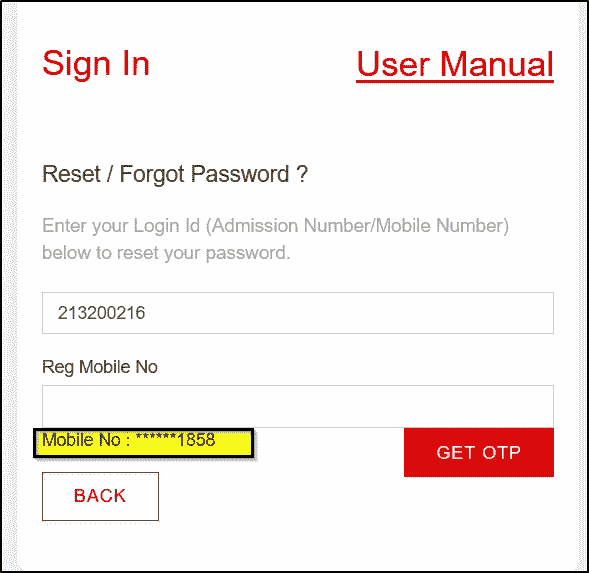 Sign In
User Manual
Reset / Forgot Password ?
Enter your Login Id (Admission Number/Mobile Number)
below to reset your password.
213200216
Reg Mobile No
Mobile No : ******1858
GET OTP
BACK